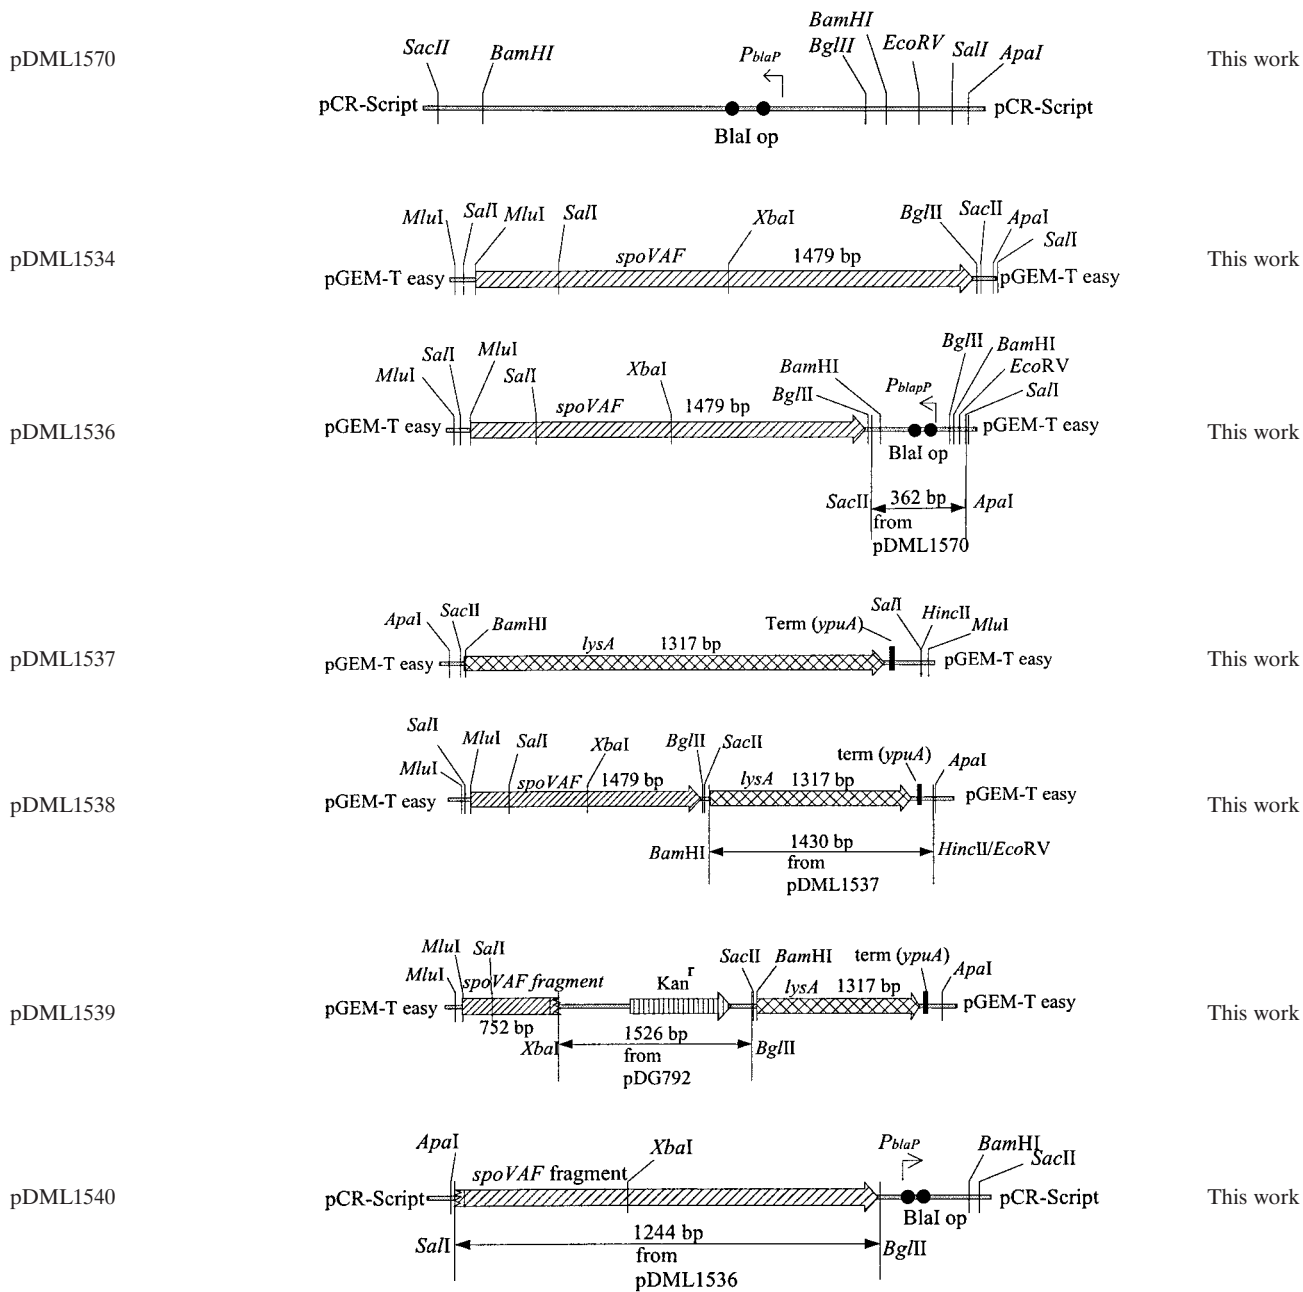 pDML1570
SacII
BamHI
PblaP
BamHI
BglII
EcoRV
SalI
ApaI
This work
pCR-Script
pCR-Script
BlaI op
pDML1534
MluI
SalI
MluI
SalI
XbaI
BglII
SacII
ApaI
SalI
This work
pGEM-T easy
spoVAF
1479 bp
pGEM-T easy
pDML1536
MluI
SalI
MluI
SalI
XbaI
BamHI
BglII
PblapP
BglII
BamHI
EcoRV
SalI
This work
pGEM-T easy
spoVAF
1479 bp
pGEM-T easy
BlaI op
SacII
362 bp
ApaI
from
pDML1570
pDML1537
ApaI
SacII
BamHI
lysA
1317 bp
Term (ypuA)
SalI
HincII
MluI
This work
pGEM-T easy
pGEM-T easy
pDML1538
SalI
MluI
MluI
SalI
XbaI
BglII
SacII
term (ypuA)
ApaI
This work
pGEM-T easy
spoVAF
1479 bp
lysA
1317 bp
pGEM-T easy
BamHI
1430 bp
HincII/EcoRV
from
pDML1537
pDML1539
MluI
SalI
MluI
spoVAF fragment
Kanr
SacII
BamHI
term (ypuA)
ApaI
This work
pGEM-T easy
lysA
1317 bp
pGEM-T easy
752 bp
XbaI
1526 bp
BglII
from
pDG792
pDML1540
ApaI
XbaI
PblaP
BamHI
SacII
This work
spoVAF fragment
pCR-Script
pCR-Script
BlaI op
SalI
1244 bp
BglII
from
pDML1536